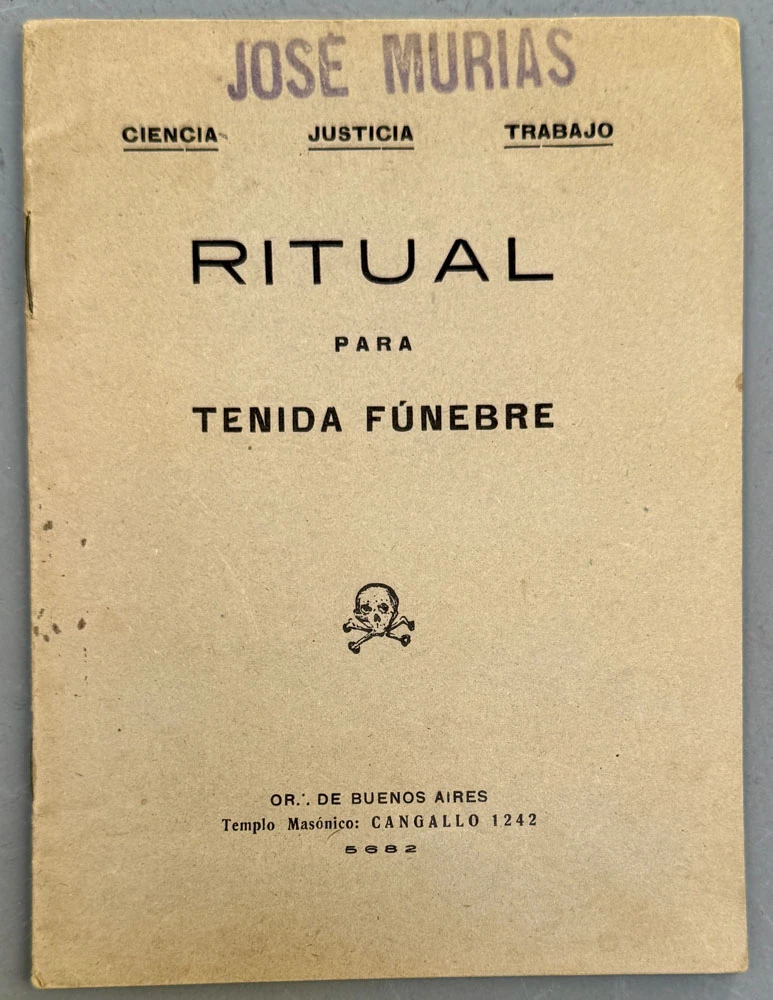 JOSÉ MURIAS
CIENCIA JUSTICIA TRABAJO
RITUAL
PARA
TENIDA FÚNEBRE
OR.∴ DE BUENOS AIRES
Templo Masónico: CANGALLO 1242
5682